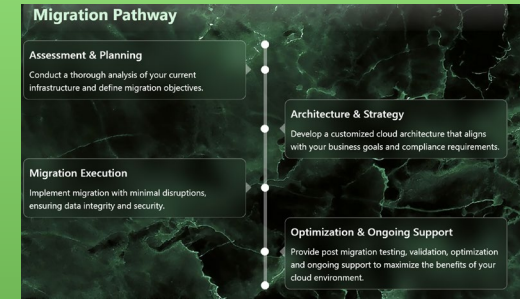 Migration Pathway
Assessment & Planning
Conduct a thorough analysis of your current
infrastructure and define migration objectives.
Architecture & Strategy
Develop a customized cloud architecture that aligns
with your business goals and compliance requirements.
Migration Execution
Implement migration with minimal disruptions,
ensuring data integrity and security.
Optimization & Ongoing Support
Provide post migration testing, validation, optimization
and ongoing support to maximize the benefits of your
cloud environment.